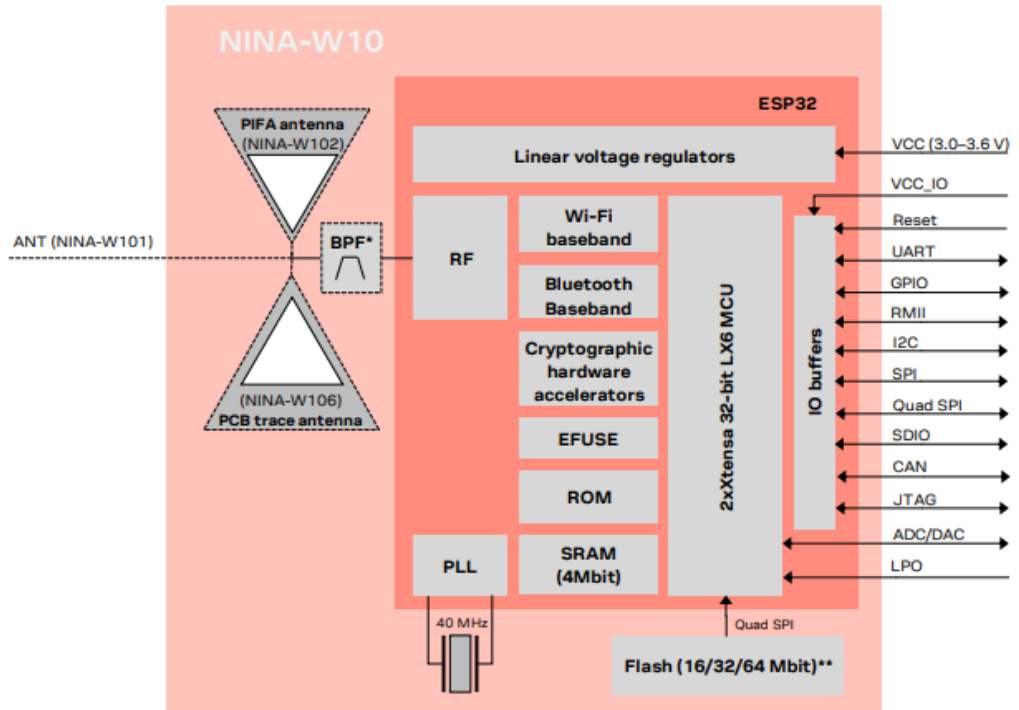 NINA-W10
ESP32
PIFA antenna
(NINA-W102)
Linear voltage regulators
VCC (3.0–3.6 V)
VCC_IO
Reset
ANT (NINA-W101)
BPF*
RF
Wi-Fi
baseband
Bluetooth
Baseband
Cryptographic
hardware
accelerators
EFUSE
ROM
SRAM
(4Mbit)
2xXtensa 32-bit LX6 MCU
IO buffers
UART
GPIO
RMII
I2C
SPI
Quad SPI
SDIO
CAN
JTAG
ADC/DAC
LPO
(NINA-W106)
PCB trace antenna
PLL
40 MHz
Quad SPI
Flash (16/32/64 Mbit)**